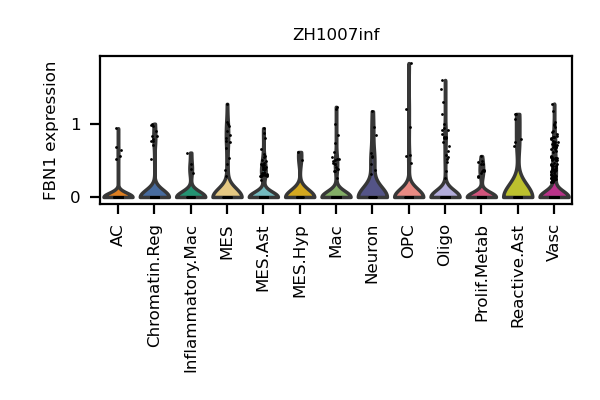 ZH1007inf
FBN1 expression
1
0
AC
Chromatin.Reg
Inflammatory.Mac
MES
MES.Ast
MES.Hyp
Mac
Neuron
OPC
Oligo
Prolif.Metab
Reactive.Ast
Vasc